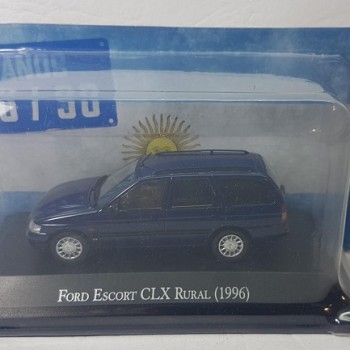 FORD ESCORT CLX RURAL (1996)